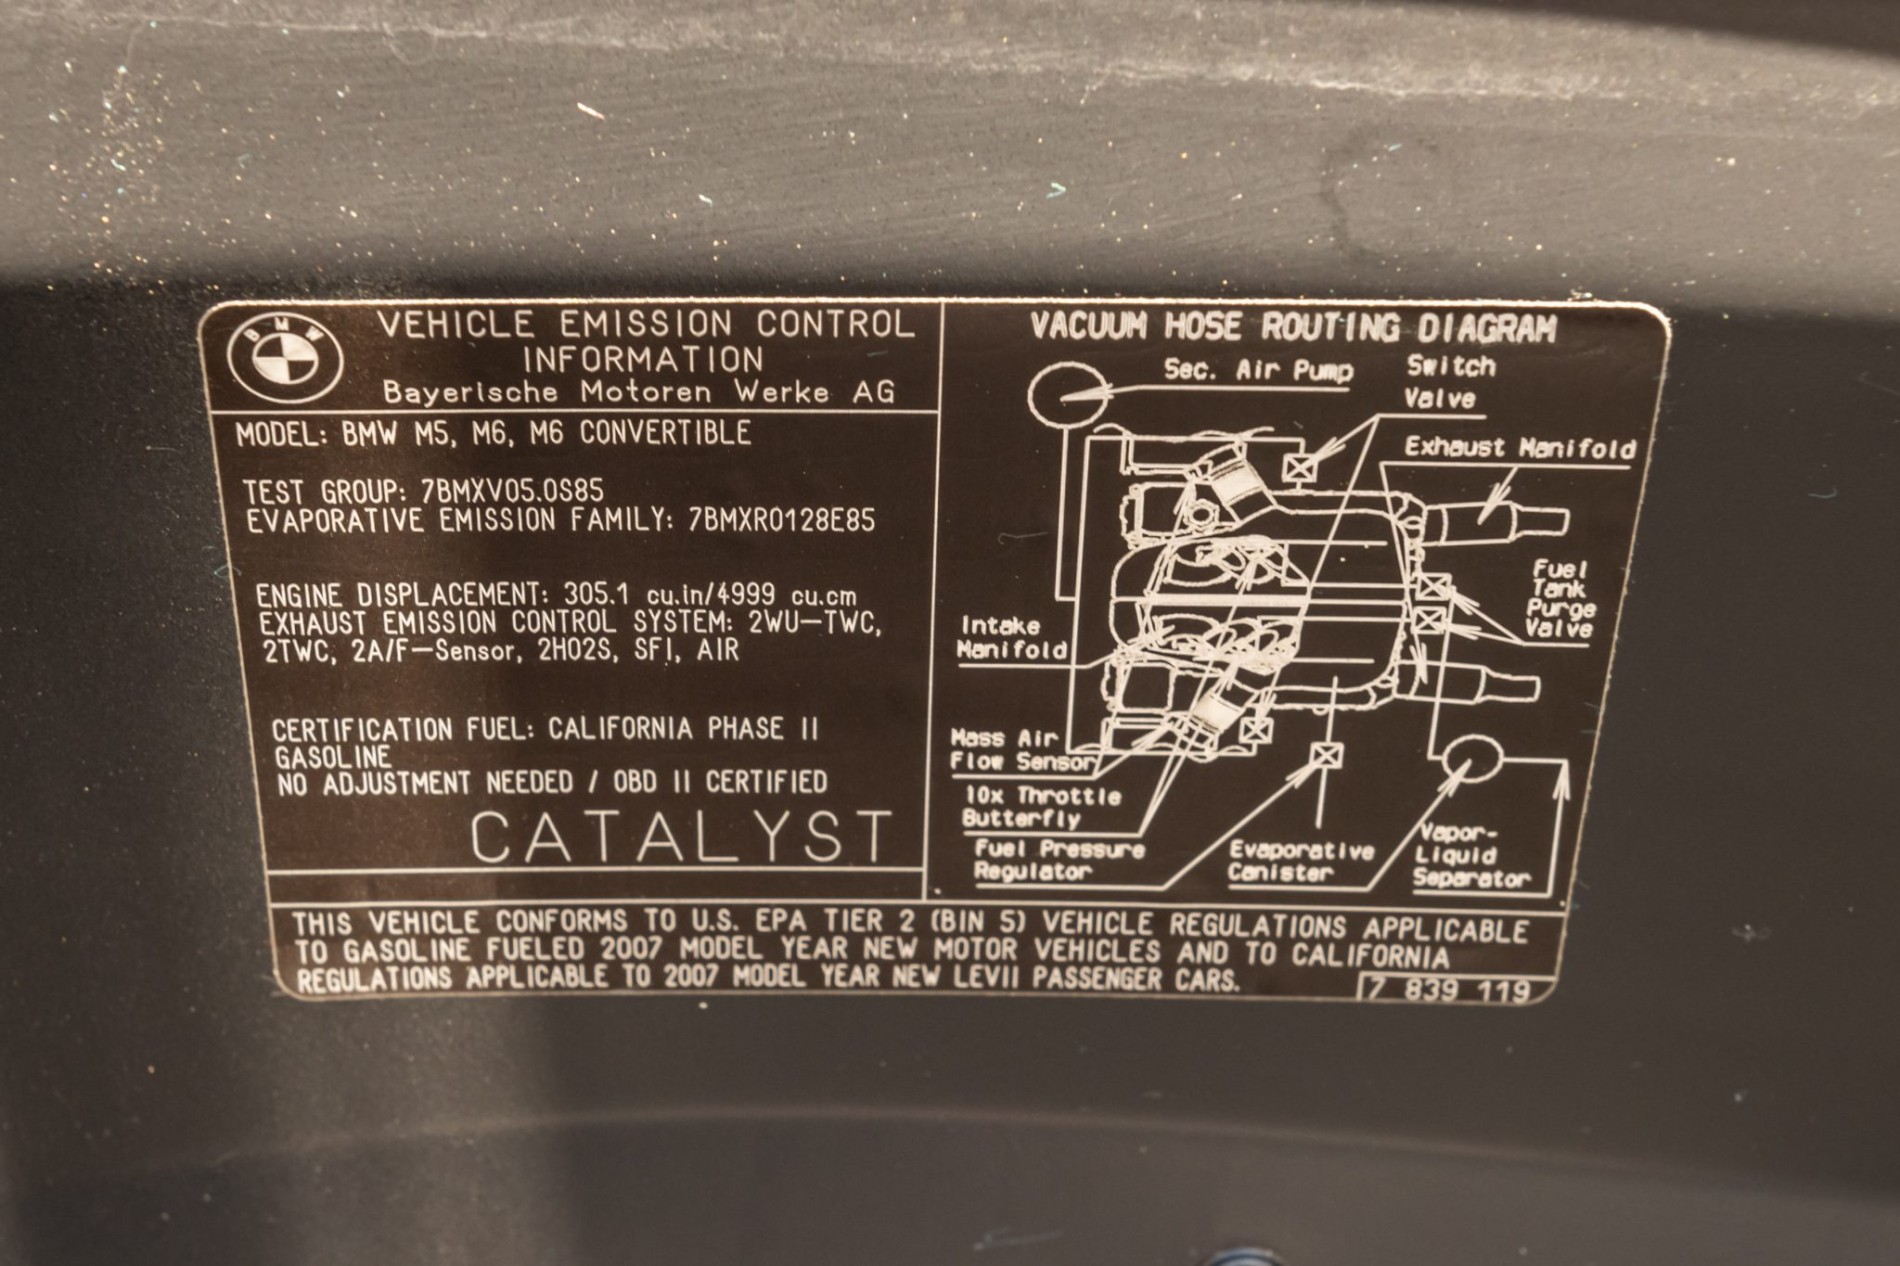 BMW
VEHICLE EMISSION CONTROL
INFORMATION
Bayerische Motoren Werke AG
MODEL: BMW M5, M6, M6 CONVERTIBLE
TEST GROUP: 7BMXV05.0S85
EVAPORATIVE EMISSION FAMILY: 7BMXR0128E85
ENGINE DISPLACEMENT: 305.1 cu.in/4999 cu.cm
EXHAUST EMISSION CONTROL SYSTEM: 2WU-TWC,
2TWC, 2A/F-Sensor, 2HO2S, SFI, AIR
CERTIFICATION FUEL: CALIFORNIA PHASE II
GASOLINE
NO ADJUSTMENT NEEDED / OBD II CERTIFIED
CATALYST
VACUUM HOSE ROUTING DIAGRAM
Sec. Air Pump
Switch
Valve
Exhaust Manifold
Fuel
Tank
Purge
Valve
Intake
Manifold
Mass Air
Flow Sensor
10x Throttle
Butterfly
Fuel Pressure
Regulator
Evaporative
Canister
Vapor-
Liquid
Separator
THIS VEHICLE CONFORMS TO U.S. EPA TIER 2 (BIN 5) VEHICLE REGULATIONS APPLICABLE
TO GASOLINE FUELED 2007 MODEL YEAR NEW MOTOR VEHICLES AND TO CALIFORNIA
REGULATIONS APPLICABLE TO 2007 MODEL YEAR NEW LEVII PASSENGER CARS.
7 839 119